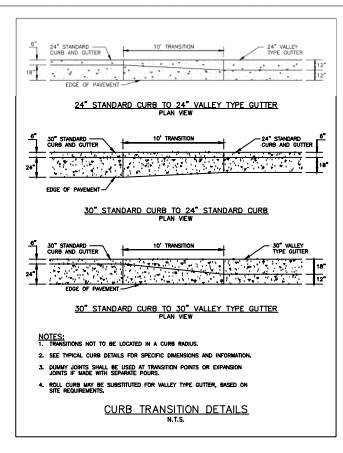 6"
24" STANDARD
CURB AND GUTTER
10' TRANSITION
24" VALLEY
TYPE GUTTER
18"
12"
12"
EDGE OF PAVEMENT
24" STANDARD CURB TO 24" VALLEY TYPE GUTTER
PLAN VIEW
6"
30" STANDARD
CURB AND GUTTER
10' TRANSITION
24" STANDARD
CURB AND GUTTER
6"
24"
18"
EDGE OF PAVEMENT
30" STANDARD CURB TO 24" STANDARD CURB
PLAN VIEW
6"
30" STANDARD
CURB AND GUTTER
10' TRANSITION
30" VALLEY
TYPE GUTTER
24"
18"
12"
EDGE OF PAVEMENT
30" STANDARD CURB TO 30" VALLEY TYPE GUTTER
PLAN VIEW
NOTES:
1. TRANSITIONS NOT TO BE LOCATED IN A CURB RADIUS.
2. SEE TYPICAL CURB DETAILS FOR SPECIFIC DIMENSIONS AND INFORMATION.
3. DUMMY JOINTS SHALL BE USED AT TRANSITION POINTS OR EXPANSION
JOINTS IF MADE WITH SEPARATE POURS.
4. ROLL CURB MAY BE SUBSTITUTED FOR VALLEY TYPE GUTTER, BASED ON
SITE REQUIREMENTS.
CURB TRANSITION DETAILS
N.T.S.